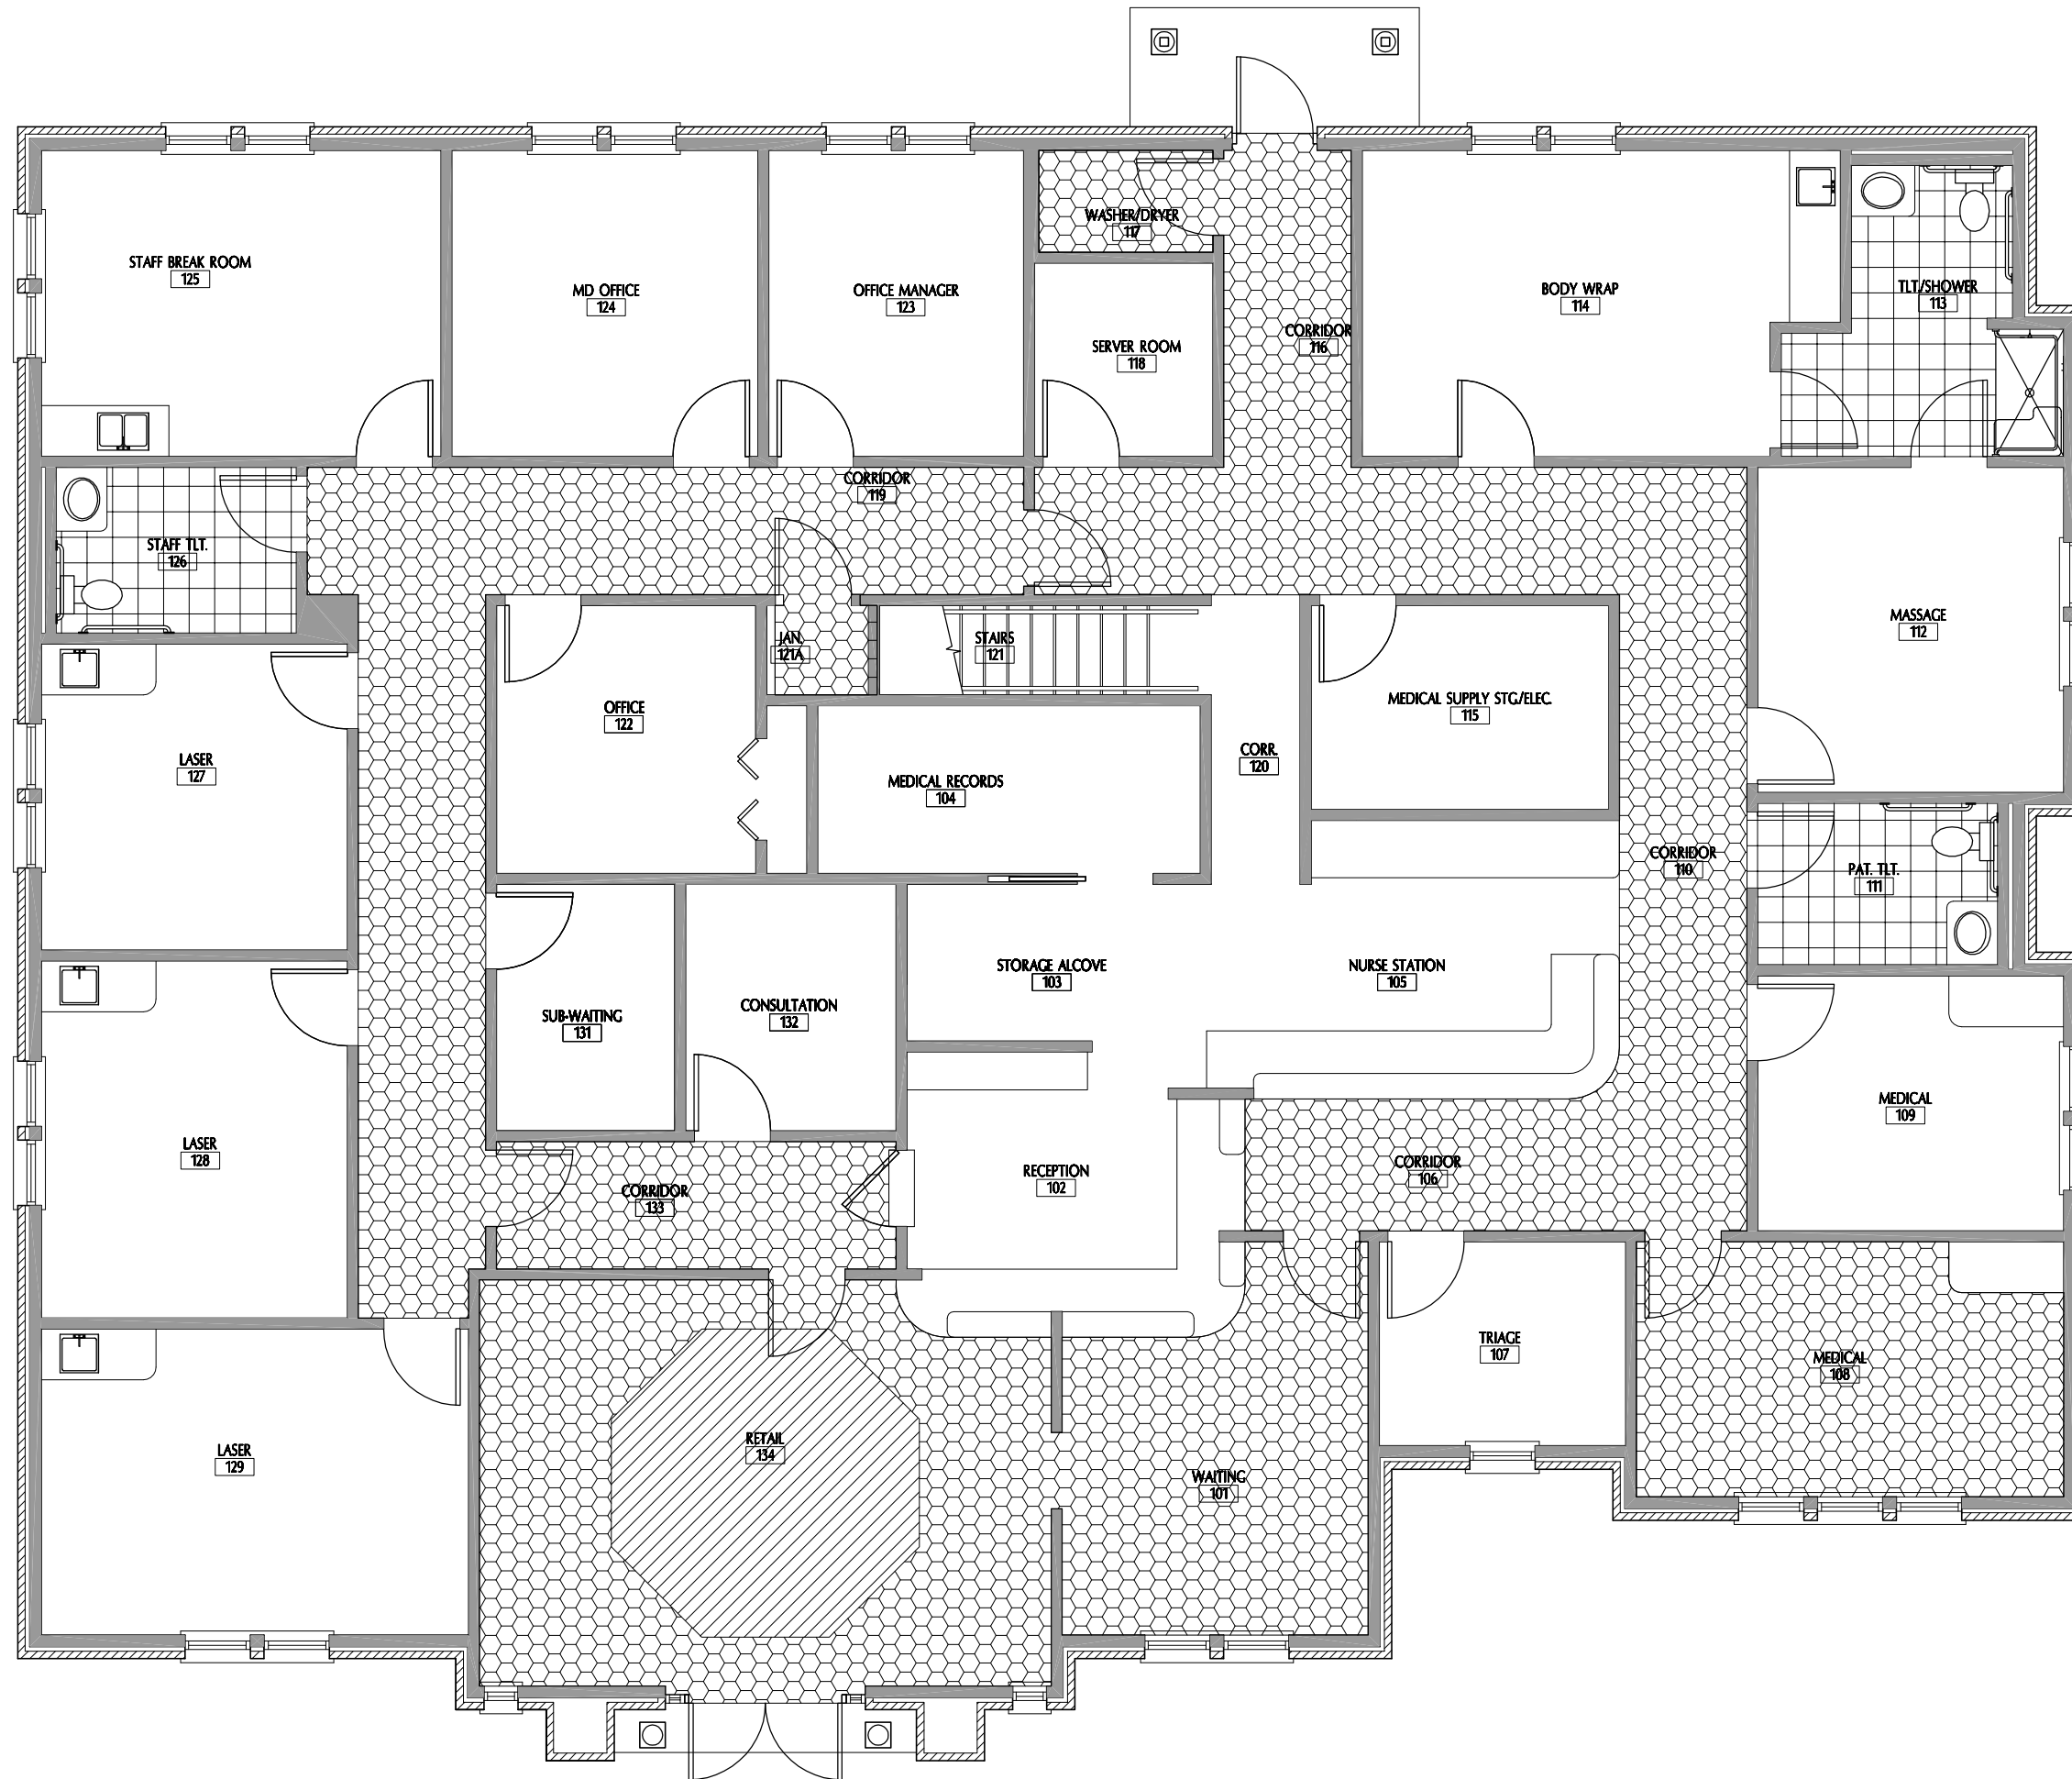 WASHER/DRYER
117
STAFF BREAK ROOM
125
MD OFFICE
124
OFFICE MANAGER
123
BODY WRAP
114
TLT./SHOWER
113
CORRIDOR
116
SERVER ROOM
118
CORRIDOR
119
STAFF TLT.
126
JAN.
121A
STAIRS
121
MASSAGE
112
OFFICE
122
MEDICAL SUPPLY STG/ELEC.
115
LASER
127
CORR.
120
MEDICAL RECORDS
104
CORRIDOR
110
PAT. TLT.
111
STORAGE ALCOVE
103
NURSE STATION
105
SUB-WAITING
131
CONSULTATION
132
MEDICAL
109
LASER
128
CORRIDOR
133
RECEPTION
102
CORRIDOR
106
TRIAGE
107
MEDICAL
108
LASER
129
RETAIL
134
WAITING
101